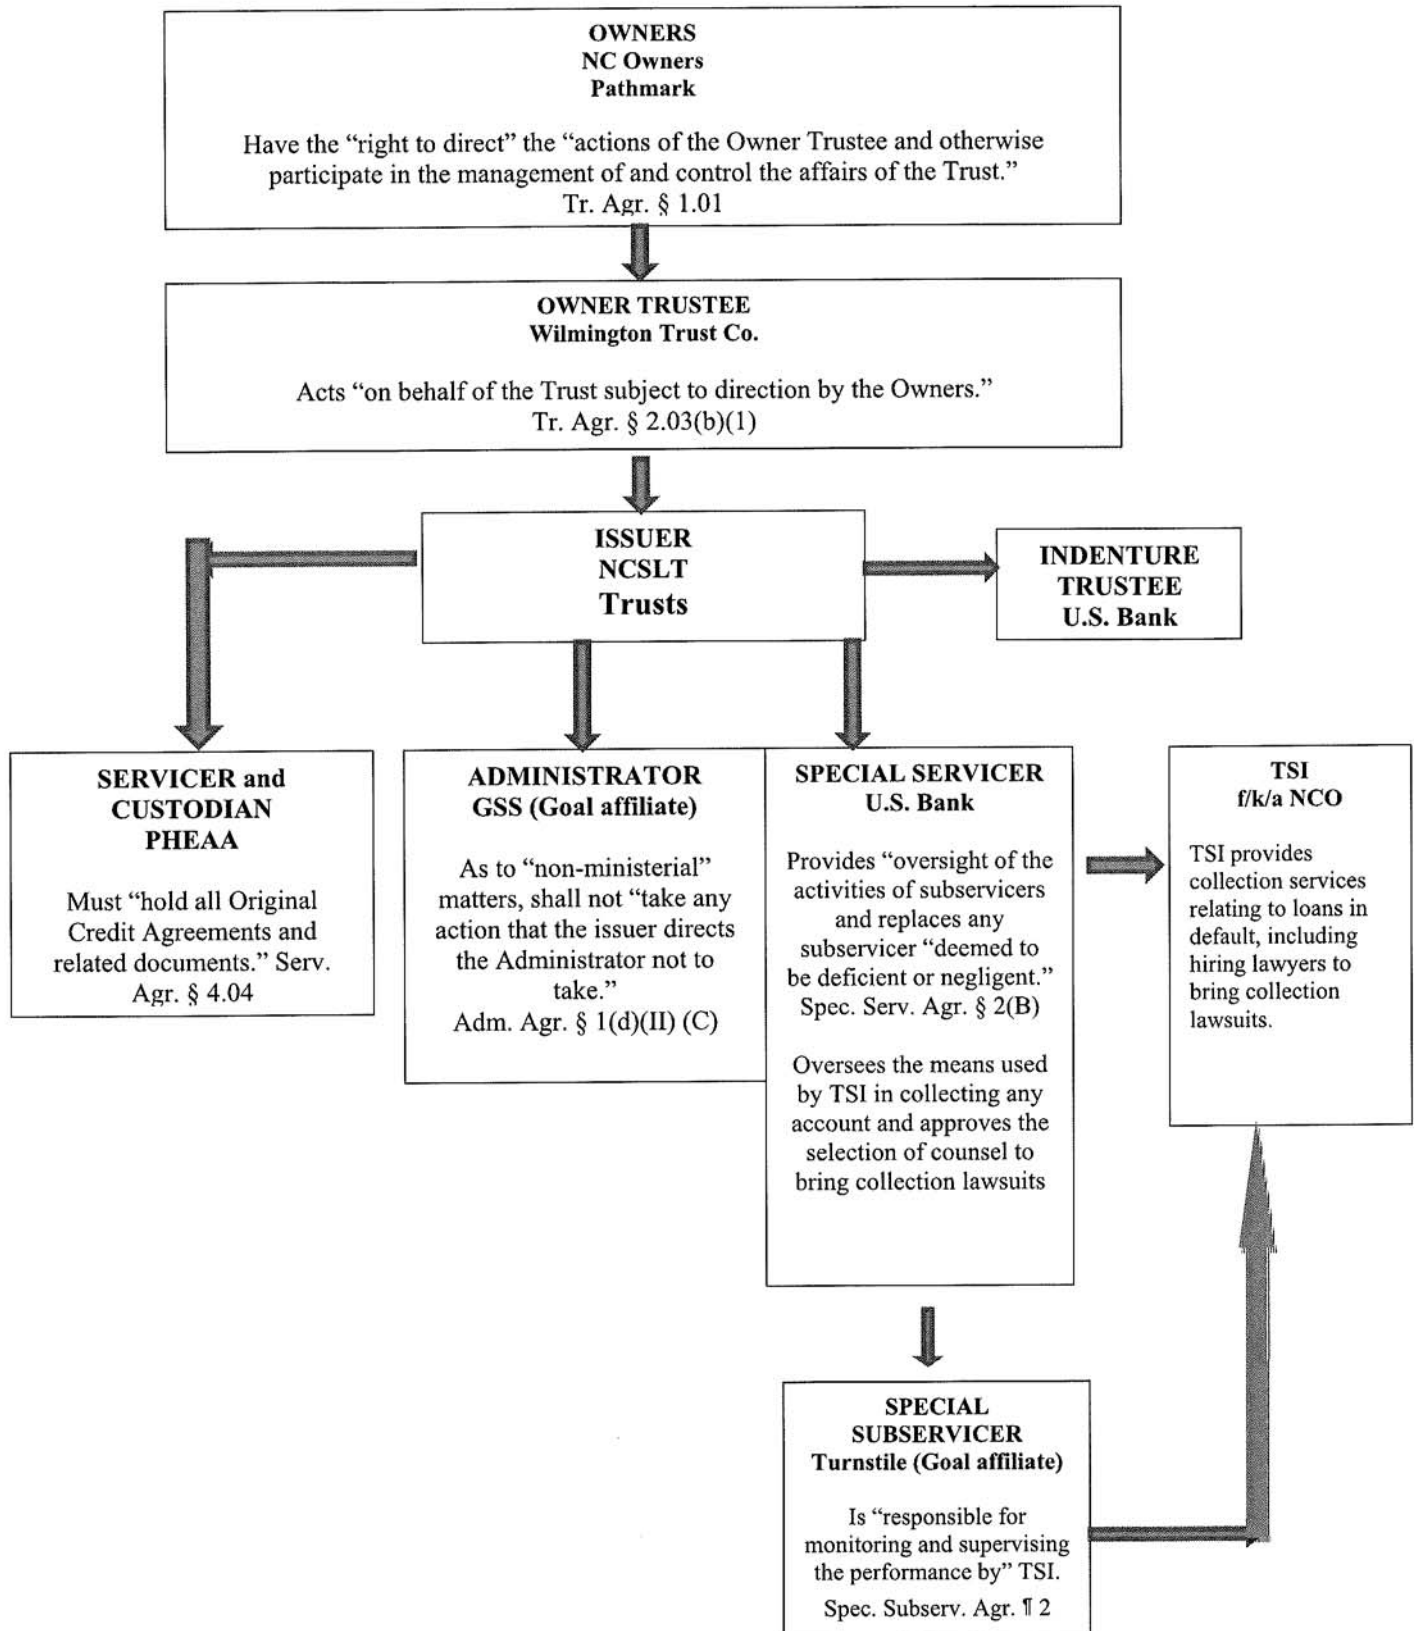 OWNERS
NC Owners
Pathmark
Have the “right to direct” the “actions of the Owner Trustee and otherwise
participate in the management of and control the affairs of the Trust.”
Tr. Agr. § 1.01
OWNER TRUSTEE
Wilmington Trust Co.
Acts “on behalf of the Trust subject to direction by the Owners.”
Tr. Agr. § 2.03(b)(1)
ISSUER
NCSLT
Trusts
INDENTURE
TRUSTEE
U.S. Bank
SERVICER and
CUSTODIAN
PHEAA
Must “hold all Original
Credit Agreements and
related documents.” Serv.
Agr. § 4.04
ADMINISTRATOR
GSS (Goal affiliate)
As to “non-ministerial”
matters, shall not “take any
action that the issuer directs
the Administrator not to
take.”
Adm. Agr. § 1(d)(II) (C)
SPECIAL SERVICER
U.S. Bank
Provides “oversight of the
activities of subservicers
and replaces any
subservicer “deemed to
be deficient or negligent.”
Spec. Serv. Agr. § 2(B)
Oversees the means used
by TSI in collecting any
account and approves the
selection of counsel to
bring collection lawsuits
TSI
f/k/a NCO
TSI provides
collection services
relating to loans in
default, including
hiring lawyers to
bring collection
lawsuits.
SPECIAL
SUBSERVICER
Turnstile (Goal affiliate)
Is “responsible for
monitoring and supervising
the performance by” TSI.
Spec. Subserv. Agr. ¶ 2